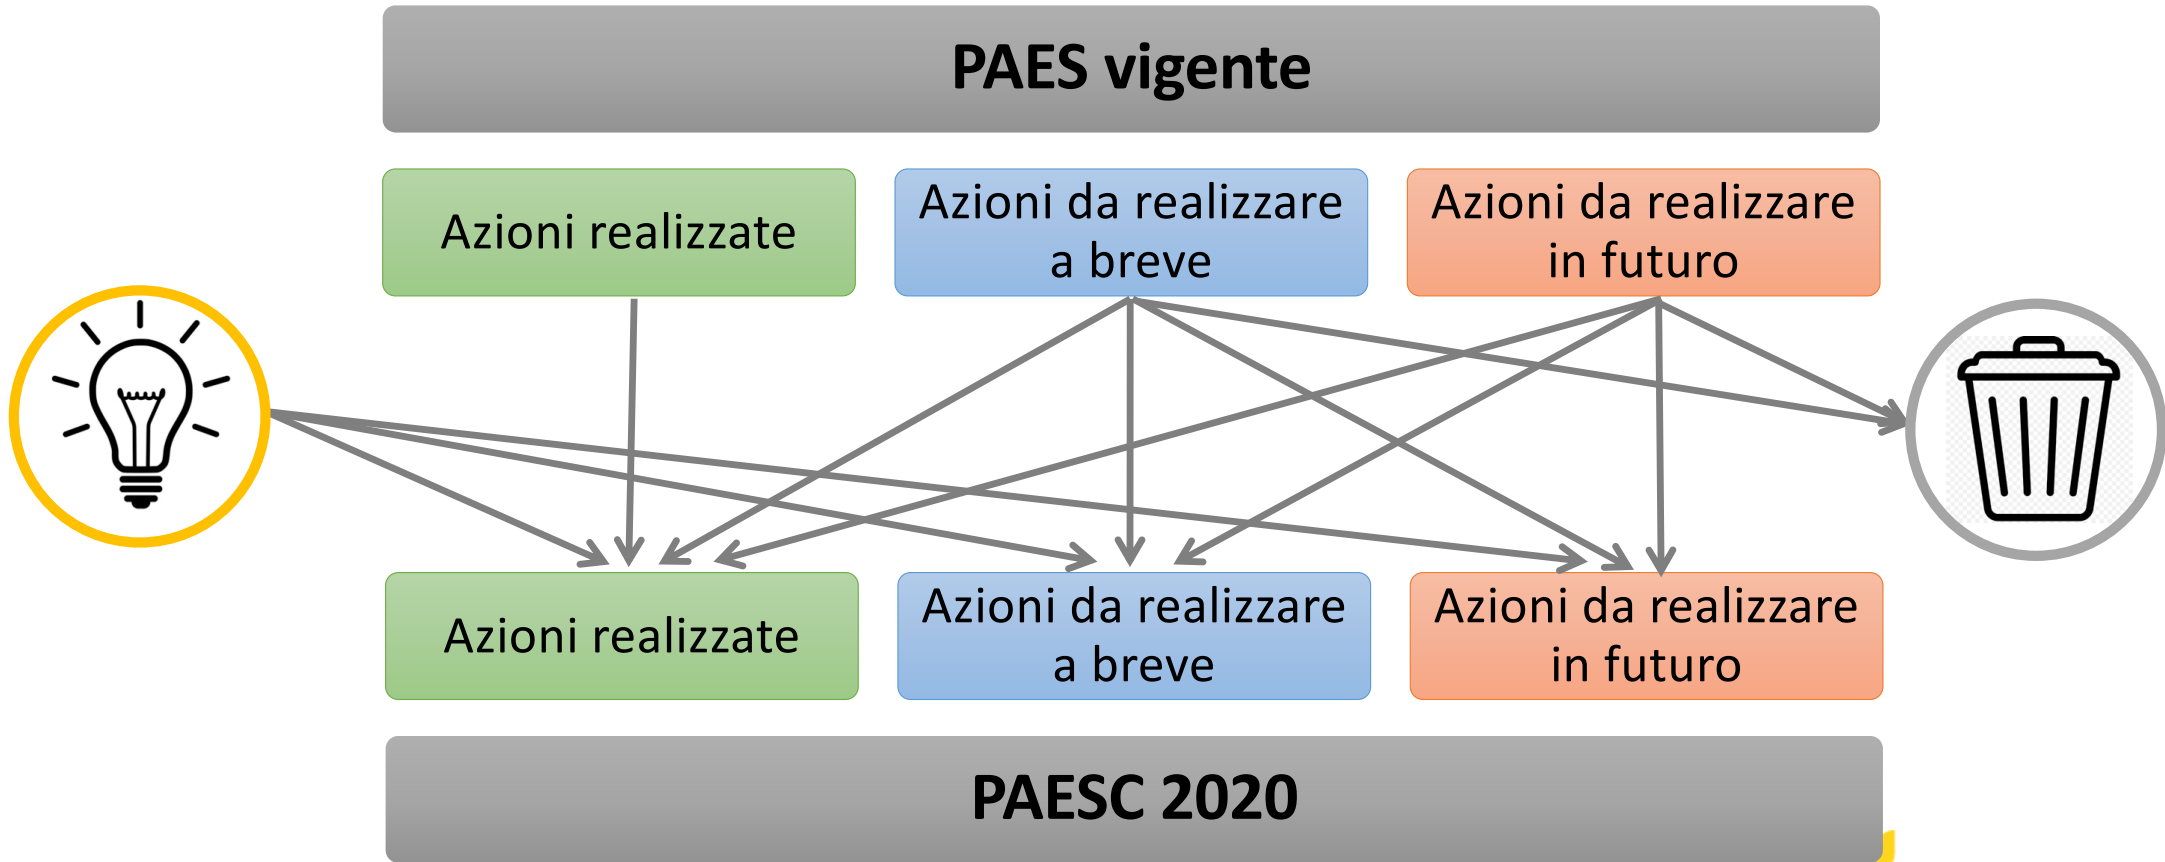 PAES vigente
Azioni realizzate
Azioni da realizzare
a breve
Azioni da realizzare
in futuro
Azioni realizzate
Azioni da realizzare
a breve
Azioni da realizzare
in futuro
PAESC 2020